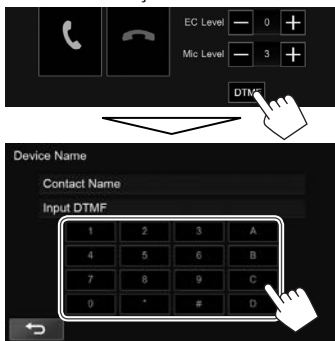 EC Level — 0 +
Mic Level — 3 +
DTMF
Device Name
Contact Name
Input DTMF
1 2 3 A
4 5 6 B
7 8 9 C
0 * # D